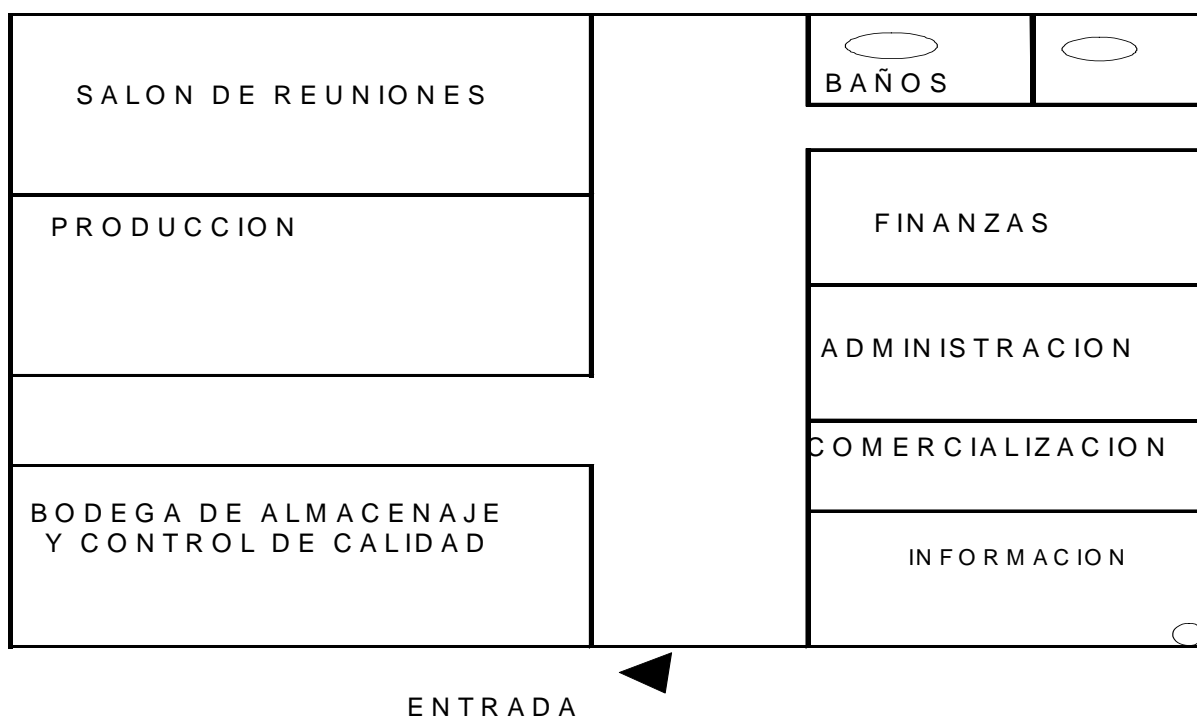 SALON DE REUNIONES
BAÑOS
PRODUCCION
FINANZAS
ADMINISTRACION
COMERCIALIZACION
BODEGA DE ALMACENAJE
Y CONTROL DE CALIDAD
INFORMACION
ENTRADA